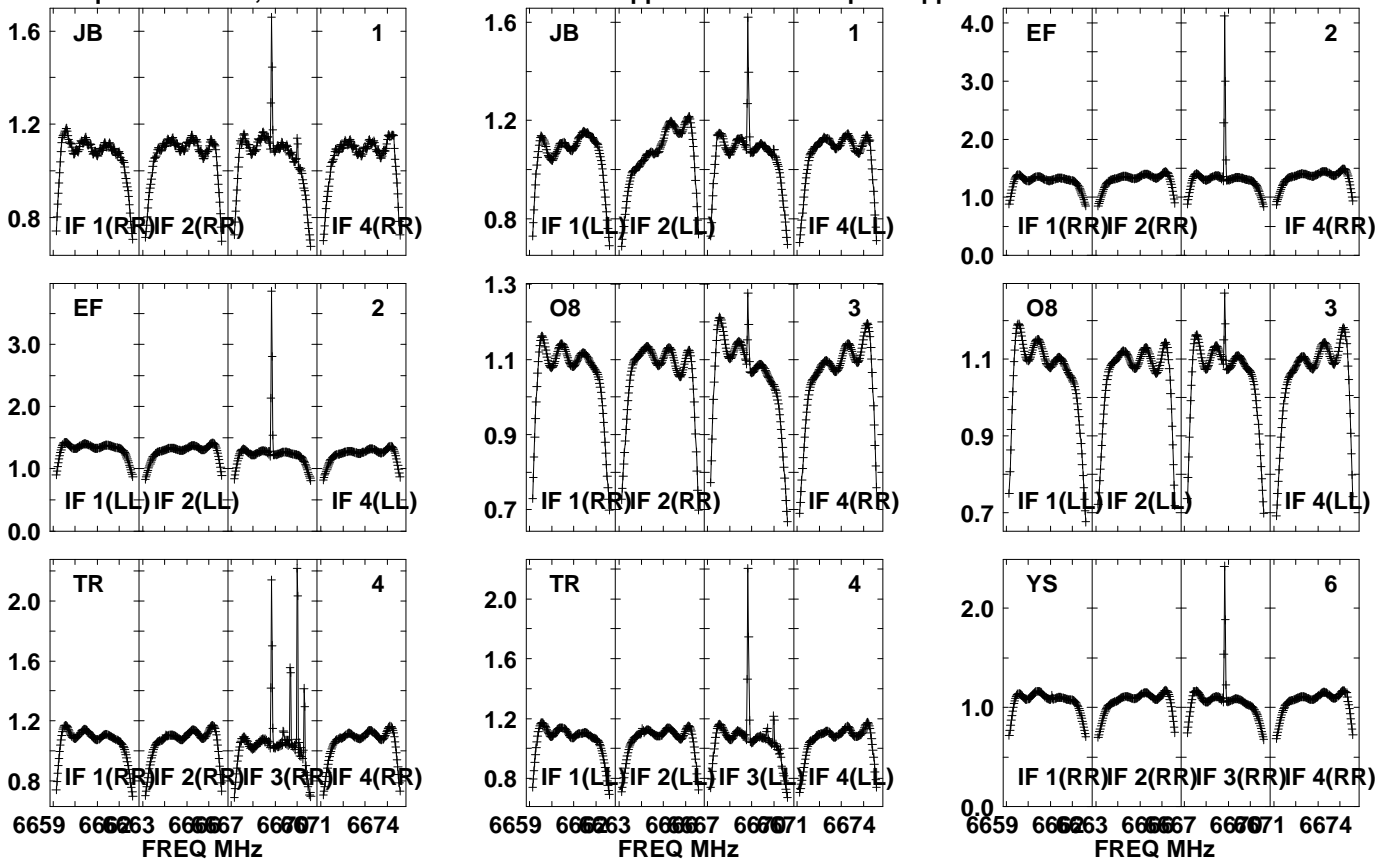 1.6 JB 1 1.6 JB 1 4.0 EF 2
3.0
1.2 1.2
2.0
1.0
0.8 IF 1(RR) IF 2(RR) IF 4(RR) 0.8 IF 1(LL) IF 2(LL) IF 4(LL) IF 1(RR) IF 2(RR) IF 4(RR)
0.0
EF 2 1.3 O8 3 O8 3
3.0
1.1 1.1
2.0
1.0 0.9 0.9
IF 1(LL) IF 2(LL) IF 4(LL) 0.7 IF 1(RR) IF 2(RR) IF 4(RR) 0.7 IF 1(LL) IF 2(LL) IF 4(LL)
0.0
TR 4 TR 4 YS 6
2.0 2.0 2.0
1.6 1.6
1.2 1.2 1.0
0.8 IF 1(RR) IF 2(RR) IF 3(RR) IF 4(RR) 0.8 IF 1(LL) IF 2(LL) IF 3(LL) IF 4(LL) IF 1(RR) IF 2(RR) IF 3(RR) IF 4(RR)
0.0
6659 6674 6659 6674 6659 6674
FREQ MHz FREQ MHz FREQ MHz